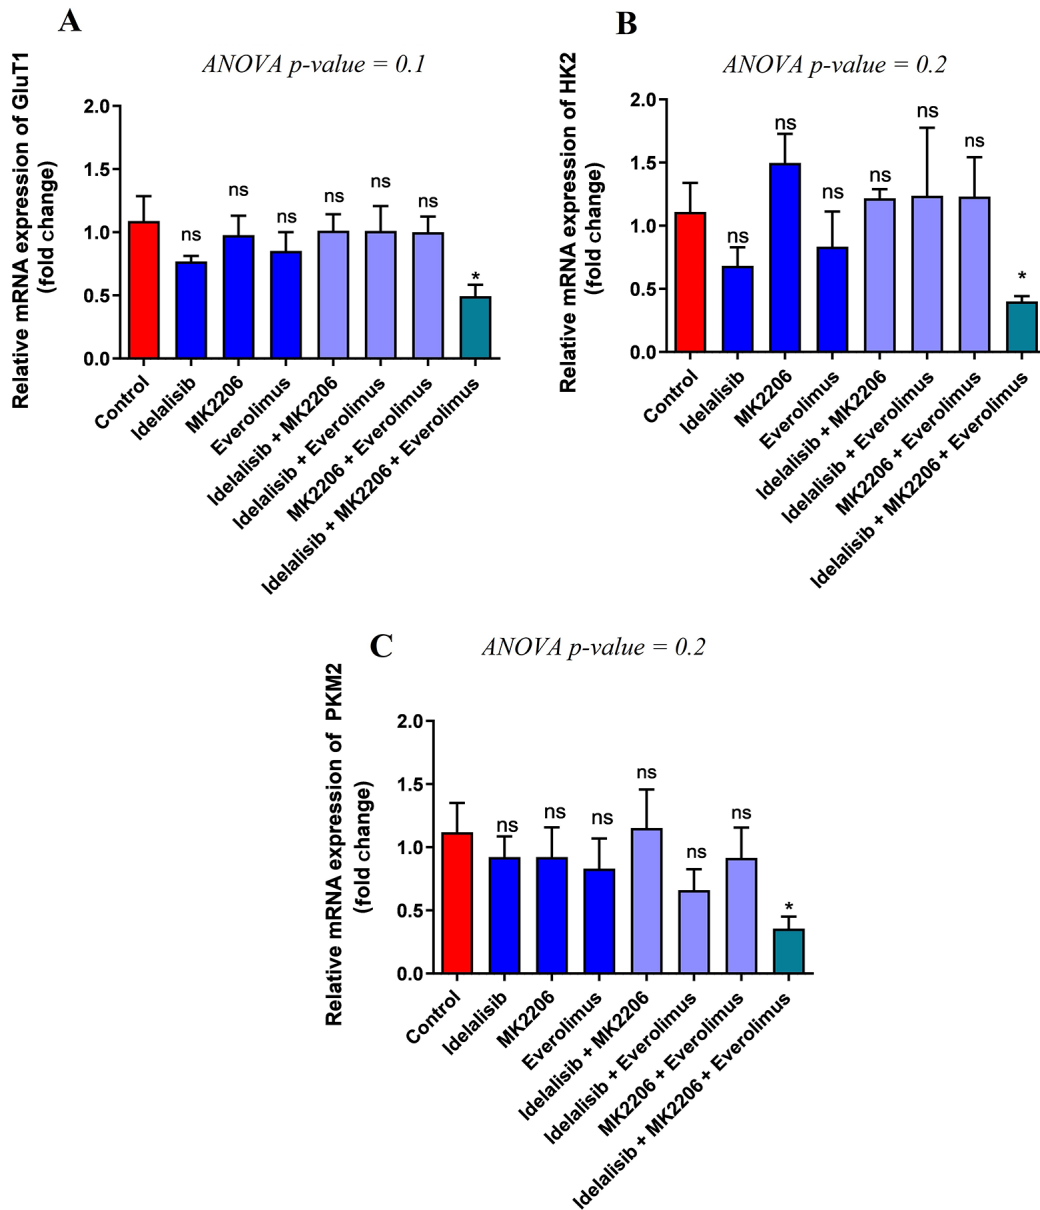 A
ANOVA p-value = 0.1
Relative mRNA expression of GluT1
(fold change)
2.0
1.5
1.0
0.5
0.0
ns
ns
ns
ns
ns
ns
*
Control
Idelalisib
MK2206
Everolimus
Idelalisib + MK2206
Idelalisib + Everolimus
MK2206 + Everolimus
Idelalisib + MK2206 + Everolimus
B
ANOVA p-value = 0.2
Relative mRNA expression of HK2
(fold change)
2.0
1.5
1.0
0.5
0.0
ns
ns
ns
ns
ns
ns
*
Control
Idelalisib
MK2206
Everolimus
Idelalisib + MK2206
Idelalisib + Everolimus
MK2206 + Everolimus
Idelalisib + MK2206 + Everolimus
C
ANOVA p-value = 0.2
Relative mRNA expression of PKM2
(fold change)
2.0
1.5
1.0
0.5
0.0
ns
ns
ns
ns
ns
ns
*
Control
Idelalisib
MK2206
Everolimus
Idelalisib + MK2206
Idelalisib + Everolimus
MK2206 + Everolimus
Idelalisib + MK2206 + Everolimus